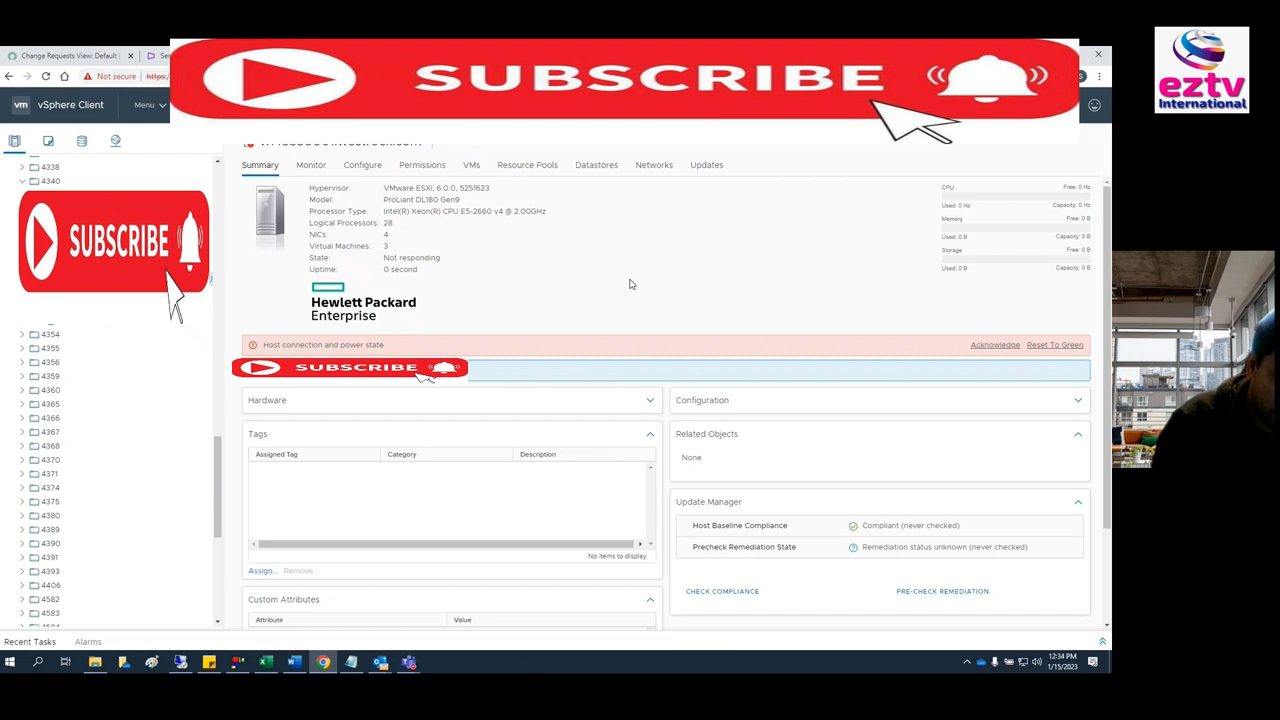 Change Requests View: Default
Not secure
https:/
SUBSCRIBE
eztv
International
vm
vSphere Client
Menu
Summary
Monitor
Configure
Permissions
VMs
Resource Pools
Datastores
Networks
Updates
4338
4340
SUBSCRIBE
4354
4355
4356
4359
4360
4365
4366
4367
4368
4370
4371
4374
4375
4380
4389
4390
4391
4393
4406
4582
4583
Hypervisor: VMware ESXi, 6.0.0, 5251623
Model: ProLiant DL180 Gen9
Processor Type: Intel(R) Xeon(R) CPU E5-2660 v4 @ 2.00GHz
Logical Processors: 28
NICs: 4
Virtual Machines: 3
State: Not responding
Uptime: 0 second
Hewlett Packard
Enterprise
CPU Free: 0 Hz
Used: 0 Hz Capacity: 0 Hz
Memory Free: 0 B
Used: 0 B Capacity: 0 B
Storage Free: 0 B
Used: 0 B Capacity: 0 B
Host connection and power state
Acknowledge Reset To Green
SUBSCRIBE
Hardware
Configuration
Tags
Assigned Tag Category Description
No items to display
Assign... Remove...
Custom Attributes
Attribute Value
Related Objects
None
Update Manager
Host Baseline Compliance Compliant (never checked)
Precheck Remediation State Remediation status unknown (never checked)
CHECK COMPLIANCE PRE-CHECK REMEDIATION
Recent Tasks Alarms
12:34 PM
1/15/2023